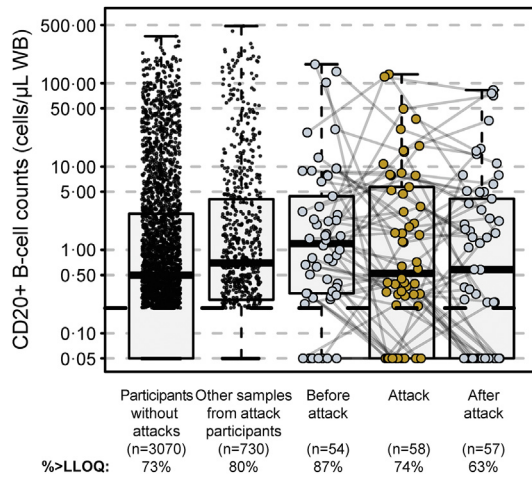 CD20+ B-cell counts (cells/µL WB)
500·00
100·00
50·00
10·00
5·00
1·00
0·50
0·10
0·05
Participants without attacks (n=3070)
Other samples from attack participants (n=730)
Before attack (n=54)
Attack (n=58)
After attack (n=57)
%>LLOQ: 73% 80% 87% 74% 63%